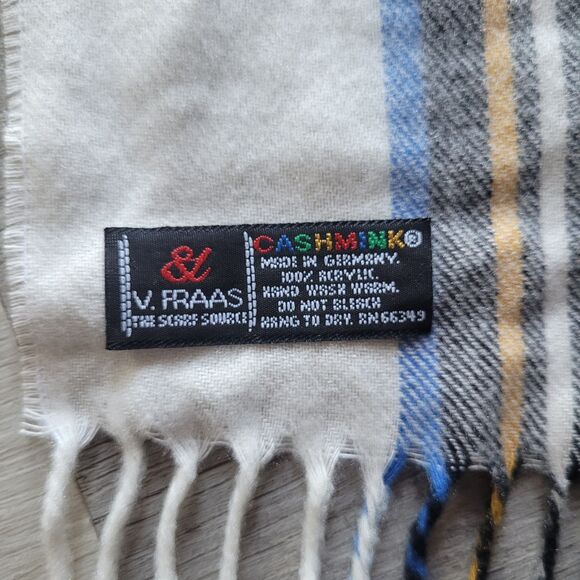 &
V. FRAAS
THE SCARF SOURCE
CASHMINK®
MADE IN GERMANY.
100% ACRYLIC.
HAND WASH WARM.
DO NOT BLEACH
HANG TO DRY. RN 66349